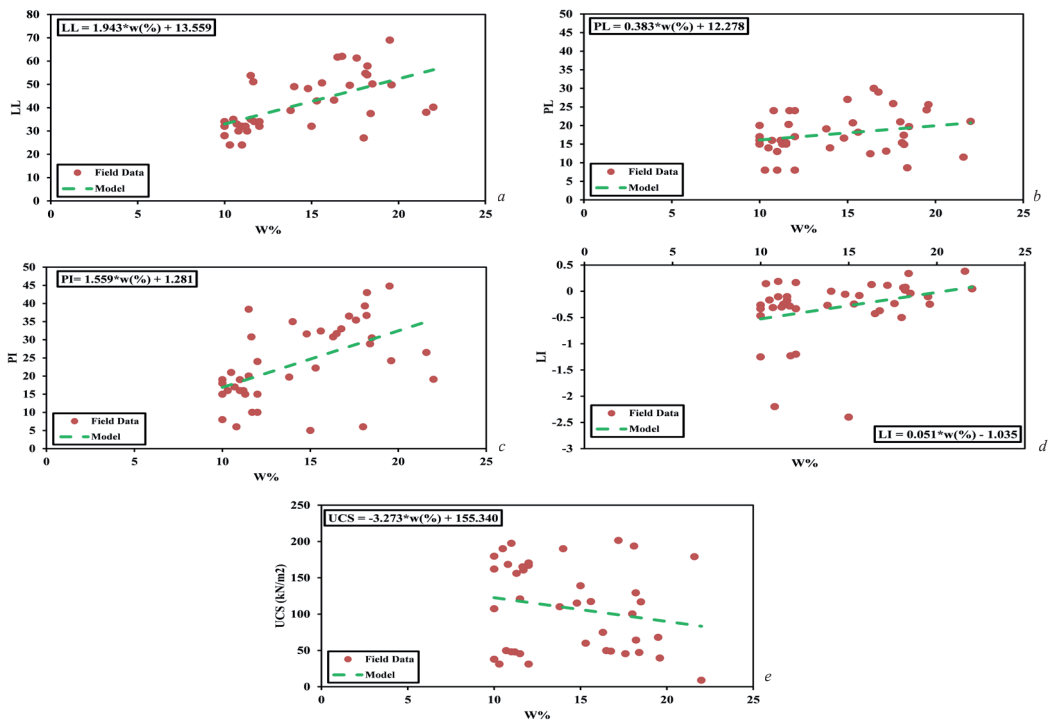 LL = 1.943*w(%) + 13.559
80
70
60
50
40
30
20
10
0
LL
0
5
10
15
20
25
W%
Field Data
Model
a
PL = 0.383*w(%) + 12.278
50
45
40
35
30
25
20
15
10
5
0
PL
0
5
10
15
20
25
W%
Field Data
Model
b
PI= 1.559*w(%) + 1.281
50
45
40
35
30
25
20
15
10
5
0
PI
0
5
10
15
20
25
W%
Field Data
Model
c
0
5
10
15
20
25
0.5
0
-0.5
-1
-1.5
-2
-2.5
-3
LI
Field Data
Model
LI = 0.051*w(%) - 1.035
W%
d
UCS = -3.273*w(%) + 155.340
250
200
150
100
50
0
UCS (kN/m2)
0
5
10
15
20
25
W%
Field Data
Model
e